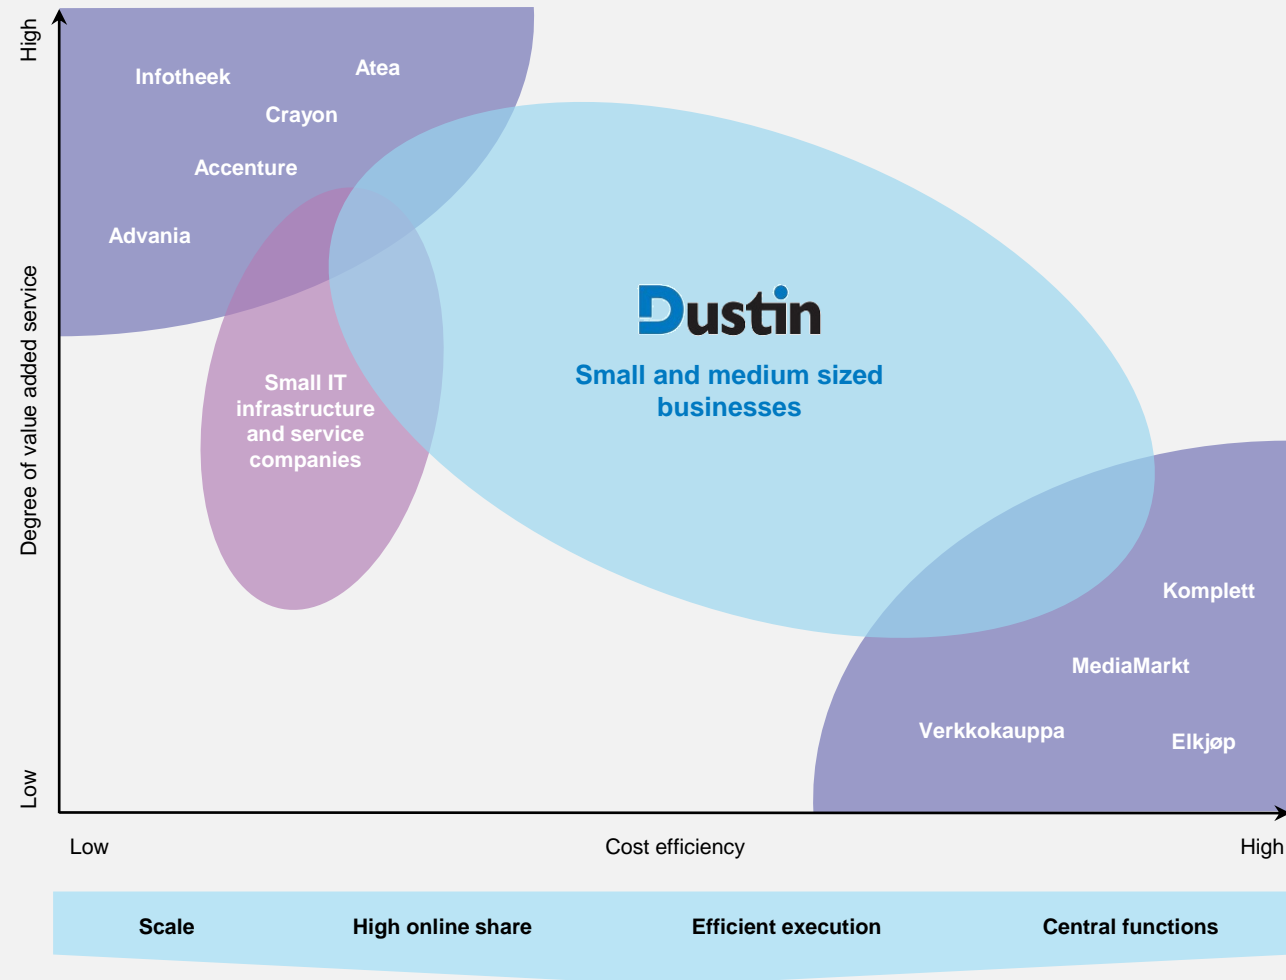 High
Infotheek
Atea
Crayon
Accenture
Advania
Degree of value added service
Dustin
Small and medium sized
businesses
Small IT
infrastructure
and service
companies
Komplett
MediaMarkt
Verkkokauppa
Elkjøp
Low
Low
Cost efficiency
High
Scale
High online share
Efficient execution
Central functions